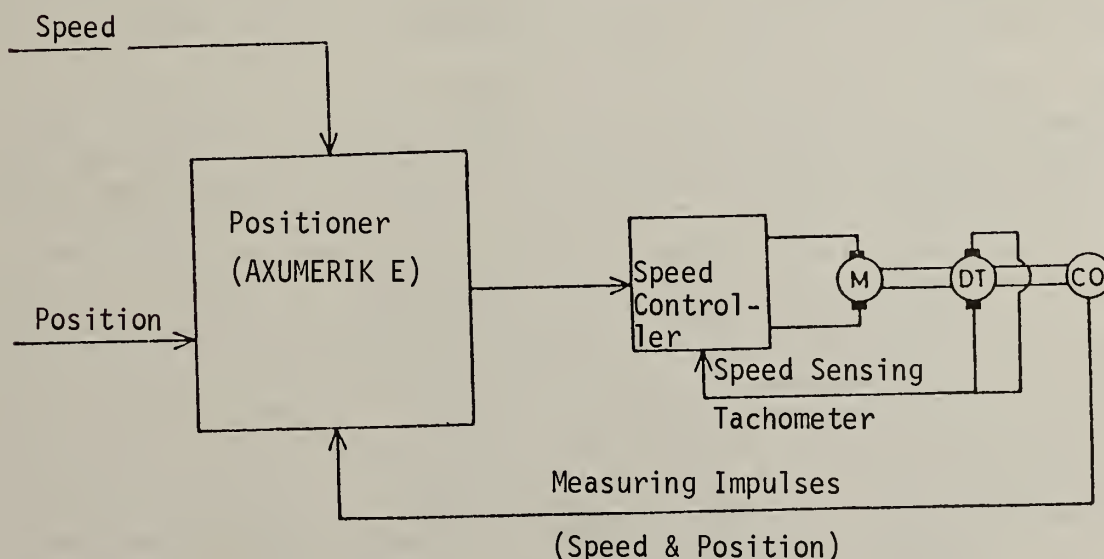 Speed
Positioner
(AXUMERIK E)
Position
Speed
Control-
ler
M
DT
CO
Speed Sensing
Tachometer
Measuring Impulses
(Speed & Position)